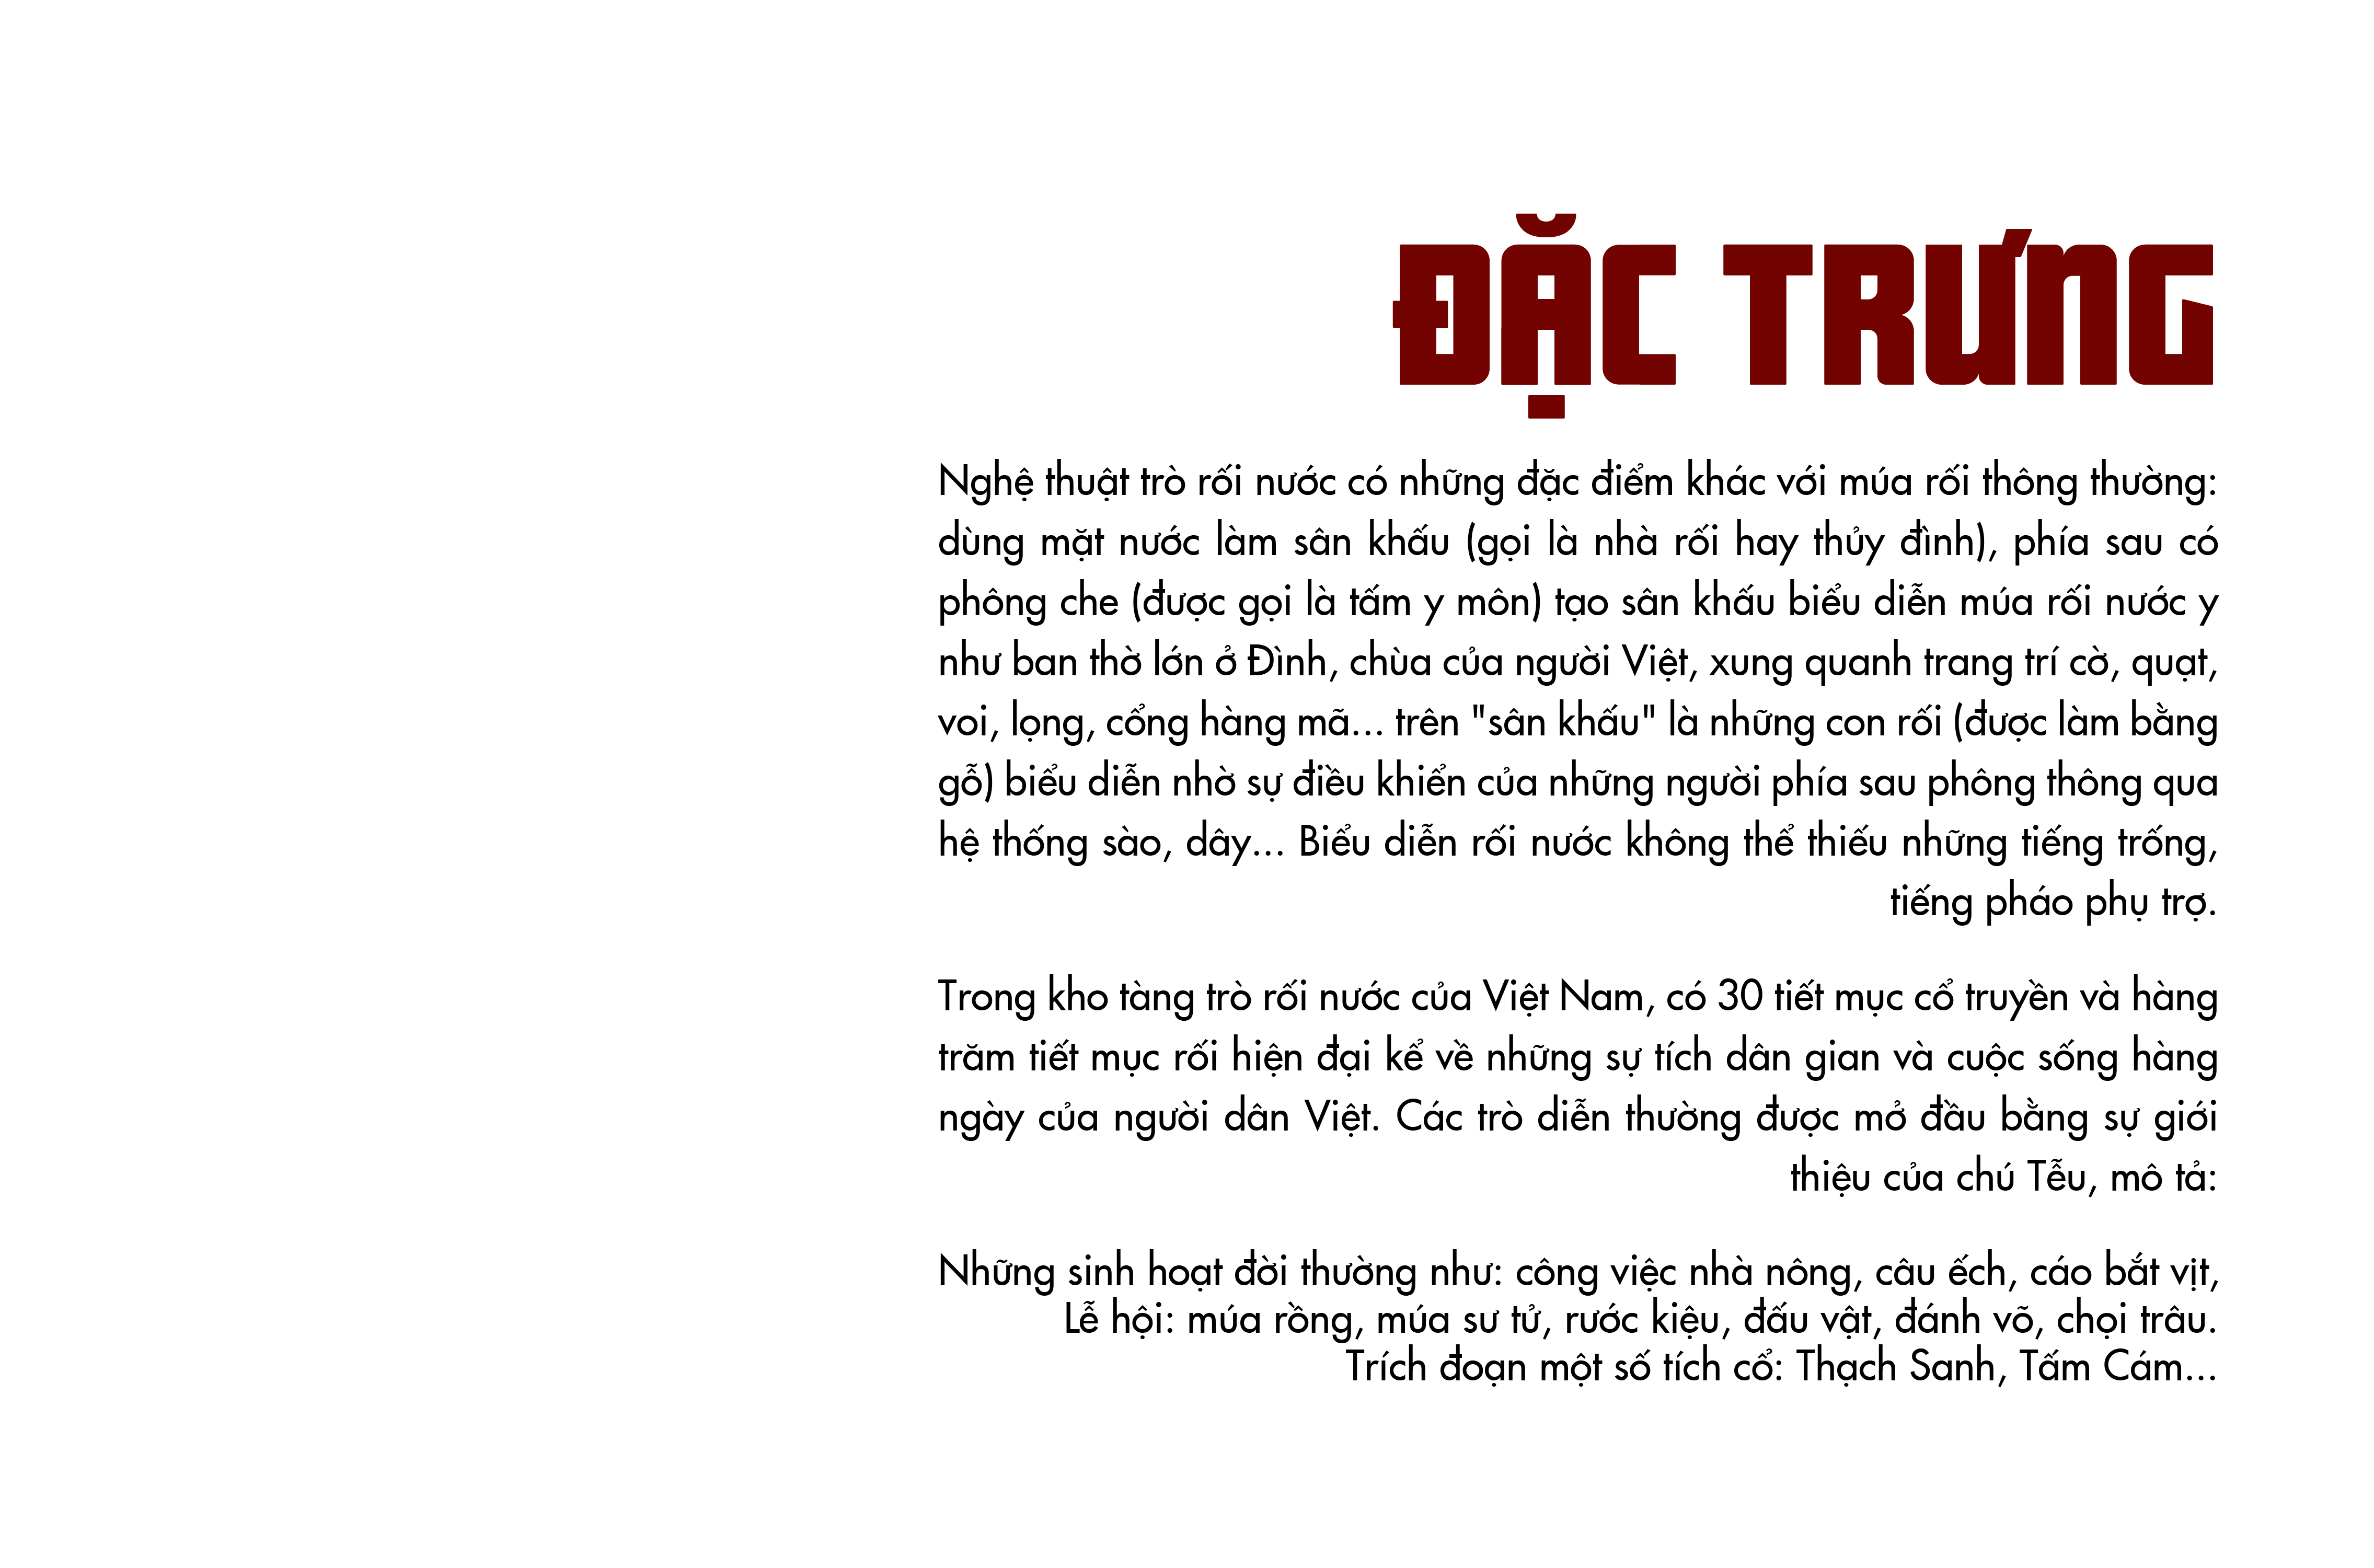 ĐẶC TRƯNG
Nghệ thuật trò rối nước có những đặc điểm khác với múa rối thông thường:
dùng mặt nước làm sân khấu (gọi là nhà rối hay thủy đình), phía sau có
phông che (được gọi là tấm y môn) tạo sân khấu biểu diễn múa rối nước y
như ban thờ lớn ở Đình, chùa của người Việt, xung quanh trang trí cờ, quạt,
voi, lọng, cổng hàng mã... trên "sân khấu" là những con rối (được làm bằng
gỗ) biểu diễn nhờ sự điều khiển của những người phía sau phông thông qua
hệ thống sào, dây... Biểu diễn rối nước không thể thiếu những tiếng trống,
tiếng pháo phụ trợ.
Trong kho tàng trò rối nước của Việt Nam, có 30 tiết mục cổ truyền và hàng
trăm tiết mục rối hiện đại kể về những sự tích dân gian và cuộc sống hàng
ngày của người dân Việt. Các trò diễn thường được mở đầu bằng sự giới
thiệu của chú Tễu, mô tả:
Những sinh hoạt đời thường như: công việc nhà nông, câu ếch, cáo bắt vịt,
Lễ hội: múa rồng, múa sư tử, rước kiệu, đấu vật, đánh võ, chọi trâu.
Trích đoạn một số tích cổ: Thạch Sanh, Tấm Cám...